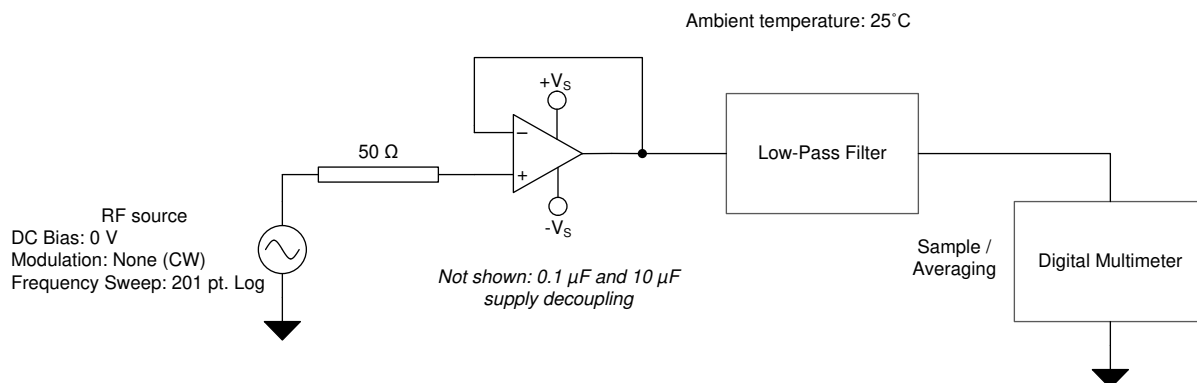 Ambient temperature: 25˚C
+VS
50 Ω
–
+
-VS
Low-Pass Filter
RF source
DC Bias: 0 V
Modulation: None (CW)
Frequency Sweep: 201 pt. Log
Not shown: 0.1 µF and 10 µF
supply decoupling
Sample /
Averaging
Digital Multimeter